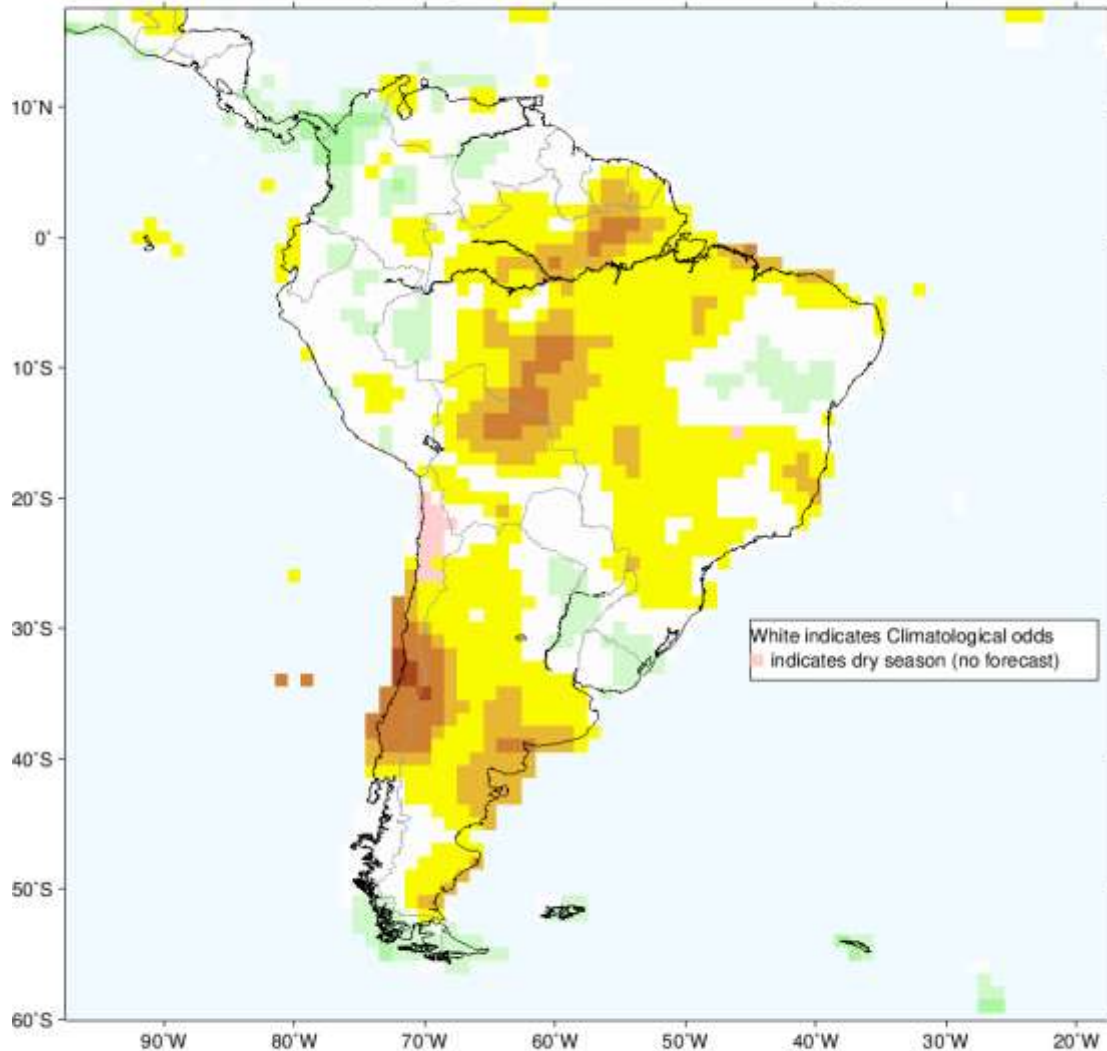 10˚N
0˚
10˚S
20˚S
30˚S
40˚S
50˚S
60˚S
White indicates Climatological odds
indicates dry season (no forecast)
90˚W
80˚W
70˚W
60˚W
50˚W
40˚W
30˚W
20˚W